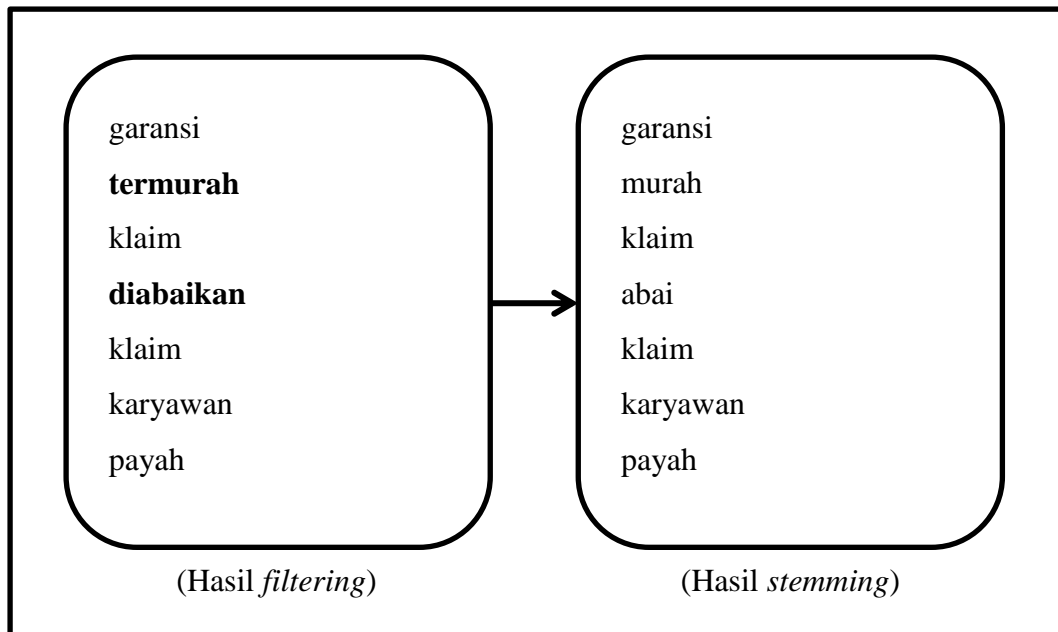 garansi
termurah
klaim
diabaikan
klaim
karyawan
payah
(Hasil filtering)
garansi
murah
klaim
abai
klaim
karyawan
payah
(Hasil stemming)